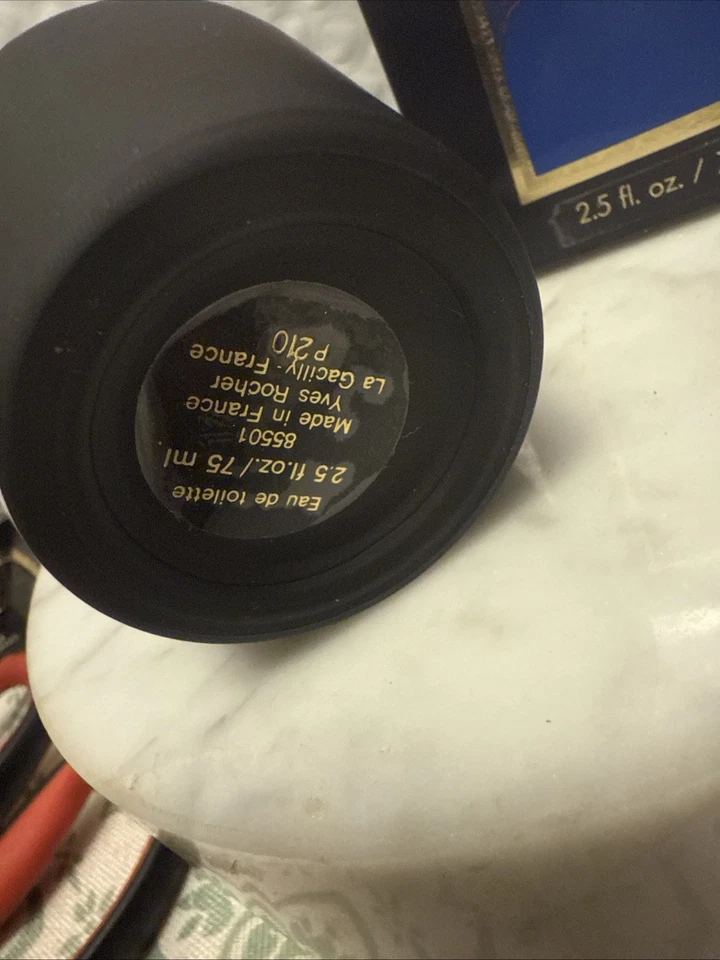 Eau de toilette
2.5 fl.oz./75 ml
85501
Made in France
Yves Rocher
La Gacilly - France
P210
2.5 fl. oz. /